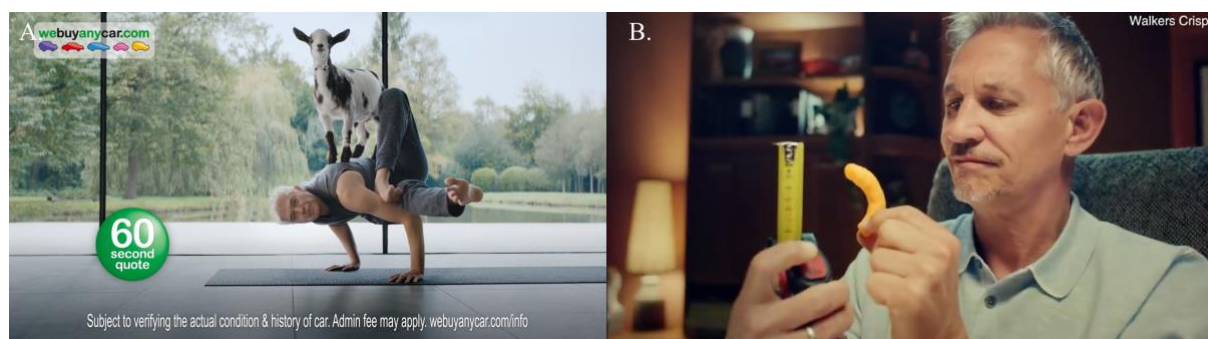 A.
webuyanycar.com
60
second
quote
Subject to verifying the actual condition & history of car. Admin fee may apply. webuyanycar.com/info
B.
Walkers Crisp